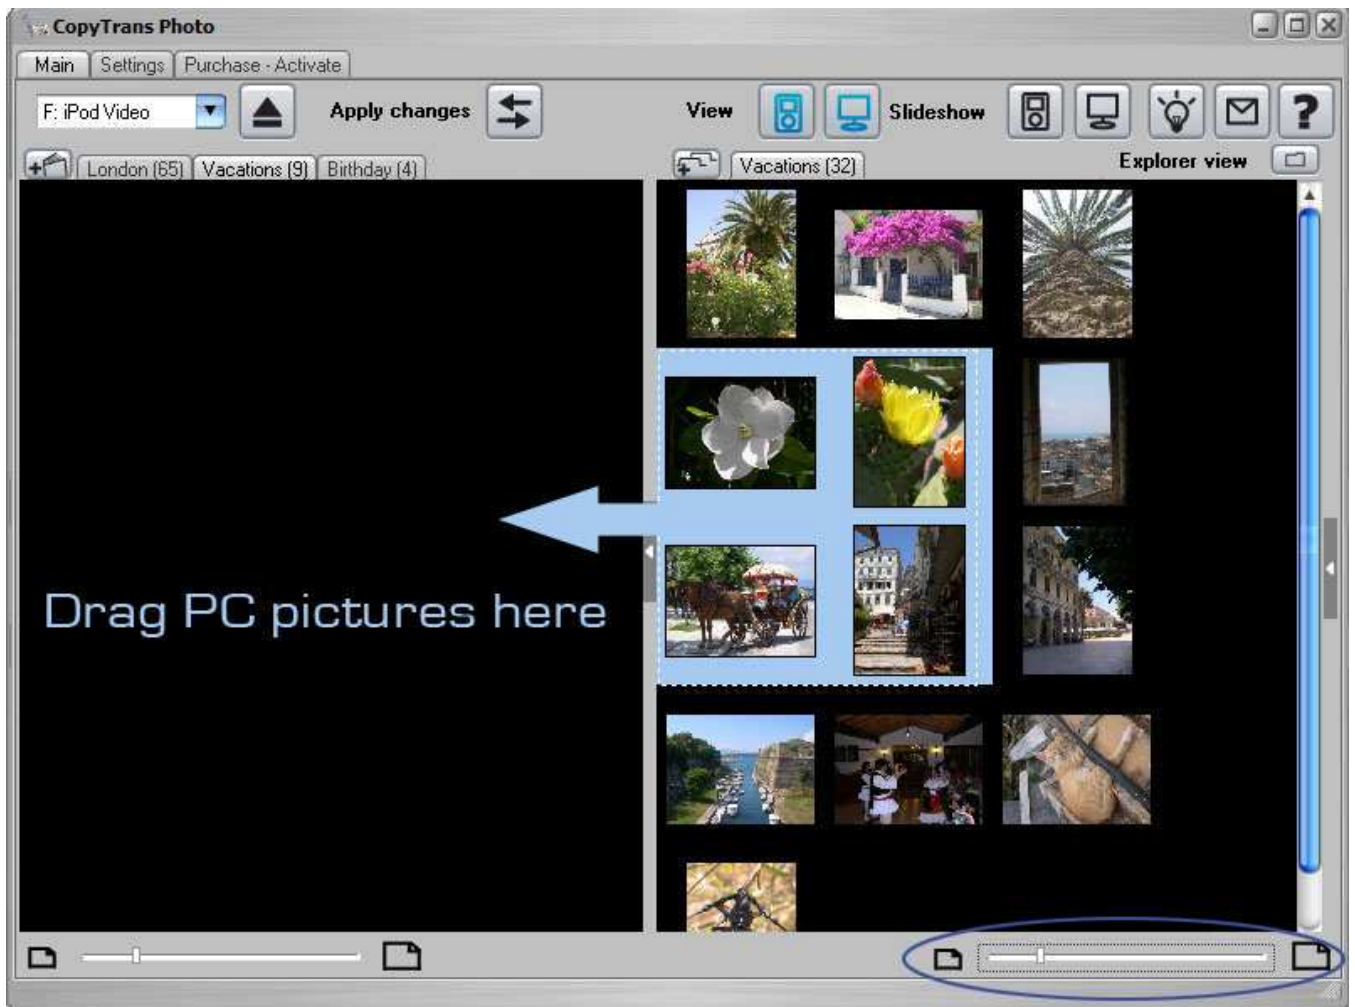 CopyTrans Photo
Main Settings Purchase - Activate
F: iPod Video Apply changes View Slideshow ?
London (65) Vacations (9) Birthday (4) Vacations (32) Explorer view
Drag PC pictures here